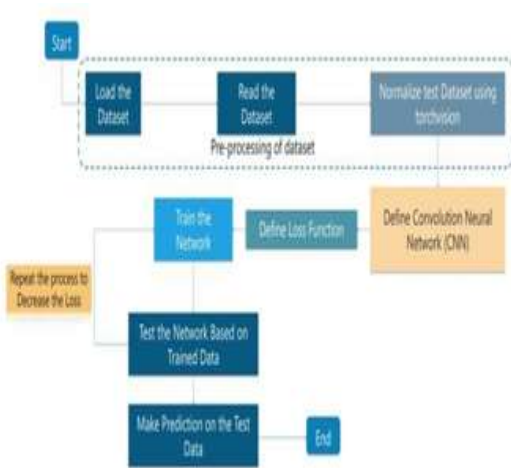 Start
Load the
Dataset
Read the
Dataset
Normalize test Dataset using
torchvision
Pre-processing of dataset
Train the
Network
Define Loss Function
Define Convolution Neural
Network (CNN)
Repeat the process to
Decrease the Loss
Test the Network Based on
Trained Data
Make Prediction on the Test
Data
End